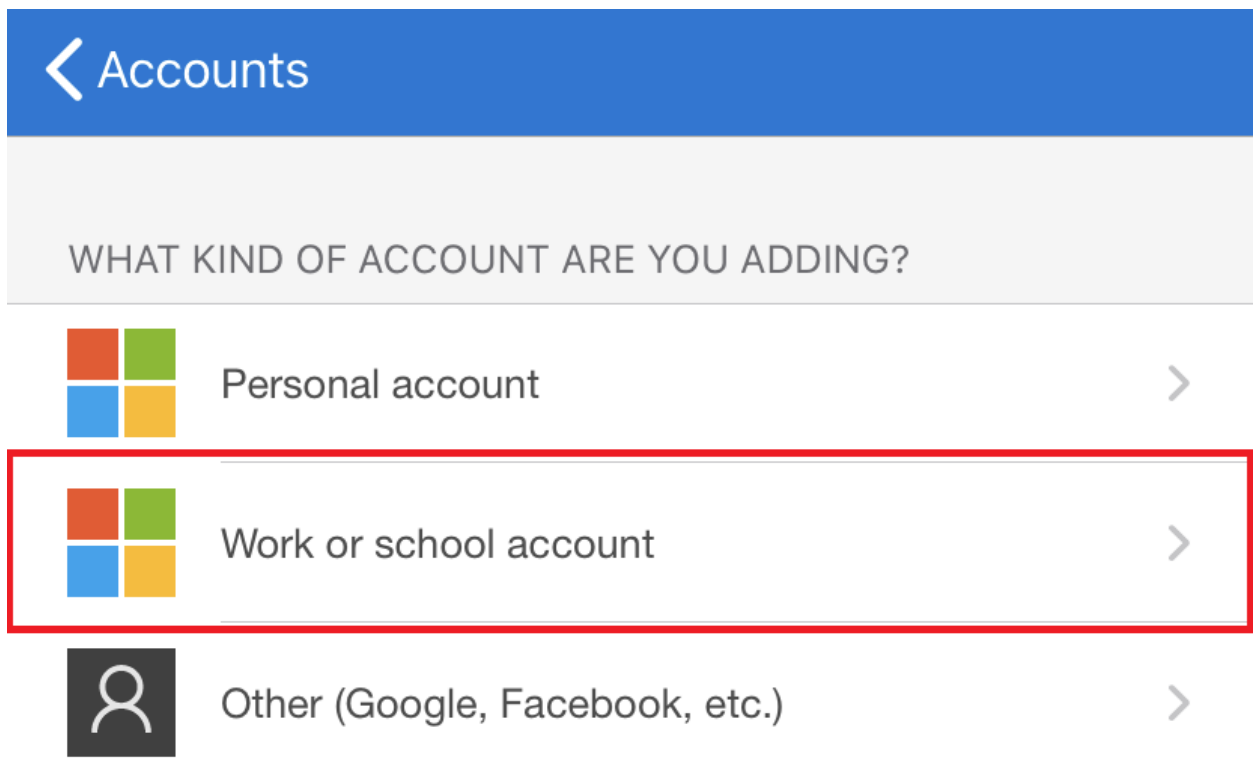 Accounts
WHAT KIND OF ACCOUNT ARE YOU ADDING?
Personal account
Work or school account
Other (Google, Facebook, etc.)